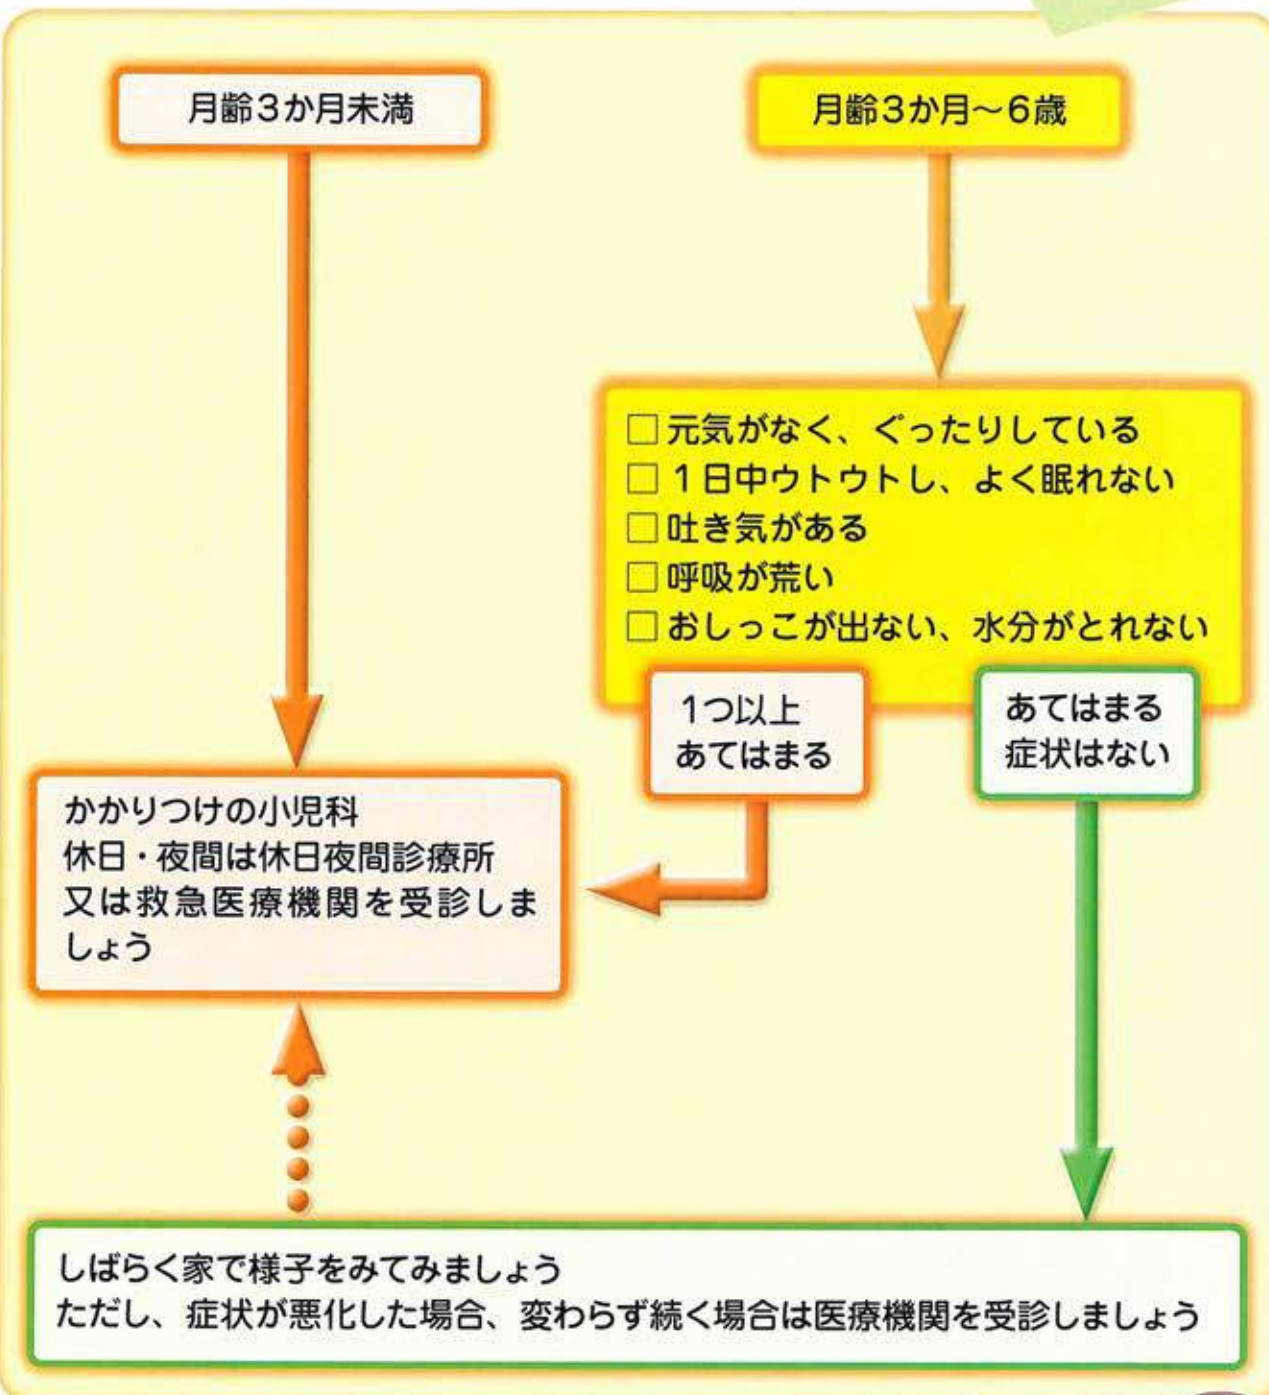 月齢3か月未満
月齢3か月～6歳
□元気がなく、ぐったりしている
□1日中ウトウトし、よく眠れない
□吐き気がある
□呼吸が荒い
□おしっこが出ない、水分がとれない
1つ以上
あてはまる
あてはまる
症状はない
かかりつけの小児科
休日・夜間は休日夜間診療所
又は救急医療機関を受診しま
しょう
しばらく家で様子をみてみましょう
ただし、症状が悪化した場合、変わらず続く場合は医療機関を受診しましょう